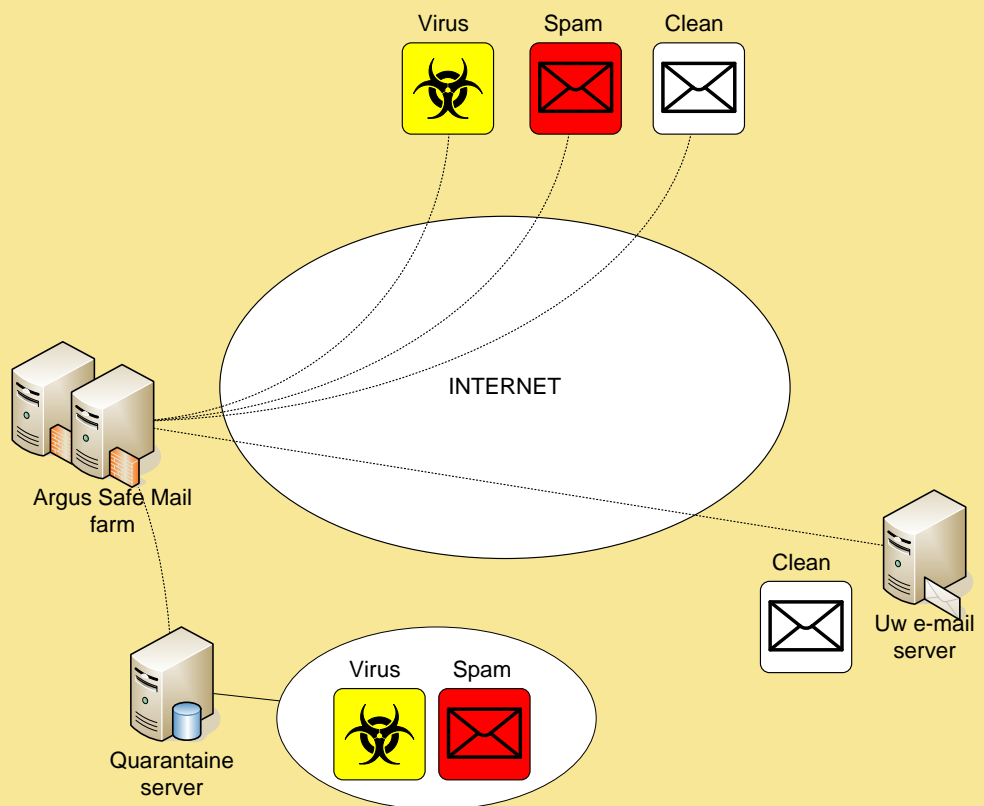 Virus
Spam
Clean
INTERNET
Argus Safe Mail
farm
Clean
Uw e-mail
server
Virus
Spam
Quarantaine
server